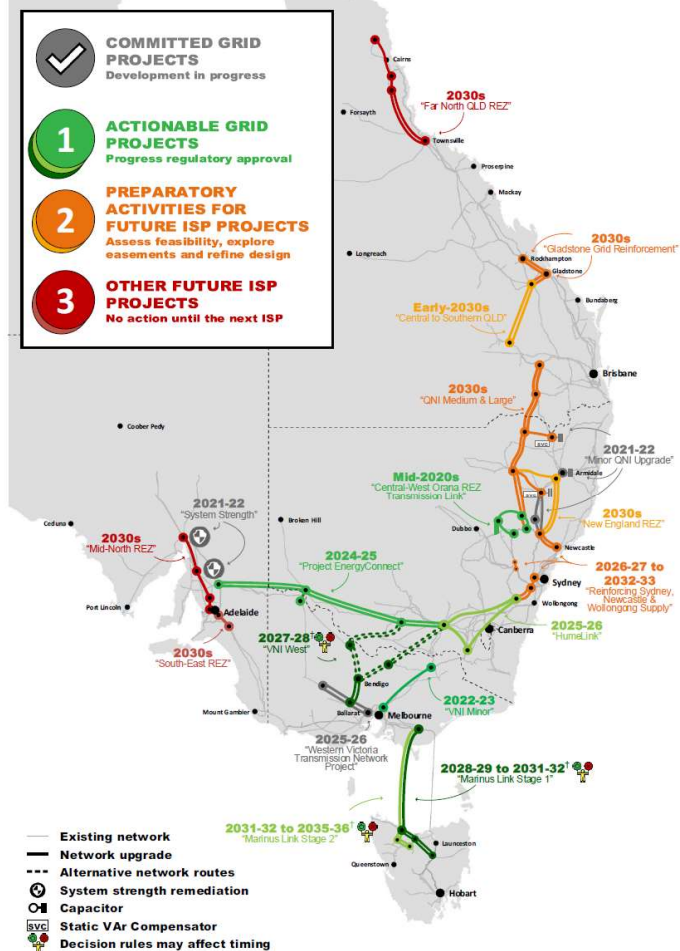 COMMITTED GRID
PROJECTS
Development in progress
1
ACTIONABLE GRID
PROJECTS
Progress regulatory approval
2
PREPARATORY
ACTIVITIES FOR
FUTURE ISP PROJECTS
Assess feasibility, explore
easements and refine design
3
OTHER FUTURE ISP
PROJECTS
No action until the next ISP
Cairns
Forsayth
2030s
"Far North QLD REZ"
Townsville
Proserpine
Mackay
Longreach
2030s
"Gladstone Grid Reinforcement"
Rockhampton
Gladstone
Bundaberg
Early-2030s
"Central to Southern QLD"
Brisbane
2030s
"QNI Medium & Large"
Coober Pedy
SVC
2021-22
"Minor QNI Upgrade"
Armidale
Mid-2020s
"Central-West Orana REZ
Transmission Link"
SVC
2021-22
"System Strength"
Ceduna
Broken Hill
Dubbo
2030s
"New England REZ"
2030s
"Mid-North REZ"
2024-25
"Project EnergyConnect"
Newcastle
2026-27 to
2032-33
"Reinforcing Sydney,
Newcastle &
Wollongong Supply"
Sydney
Wollongong
Port Lincoln
Adelaide
Canberra
2025-26
"HumeLink"
2027-28†
"VNI West"
2030s
"South-East REZ"
Bendigo
2022-23
"VNI Minor"
Mount Gambier
Ballarat
Melbourne
2025-26
"Western Victoria
Transmission Network
Project"
2028-29 to 2031-32†
"Marinus Link Stage 1"
2031-32 to 2035-36†
"Marinus Link Stage 2"
Launceston
Queenstown
Hobart
Existing network
Network upgrade
Alternative network routes
System strength remediation
Capacitor
SVC Static VAr Compensator
Decision rules may affect timing